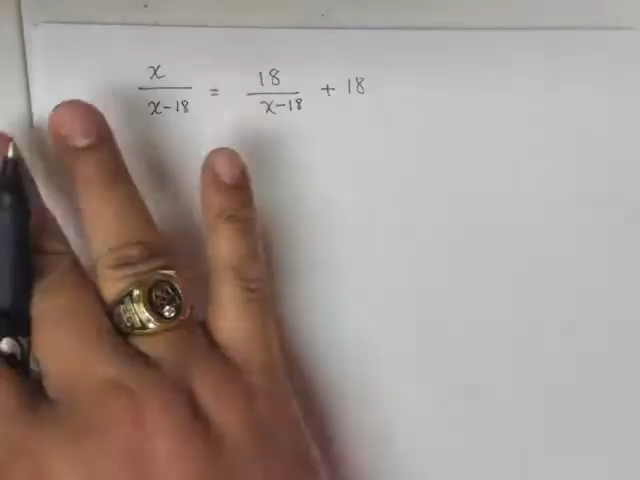 x/(x-18) = 18/(x-18) + 18